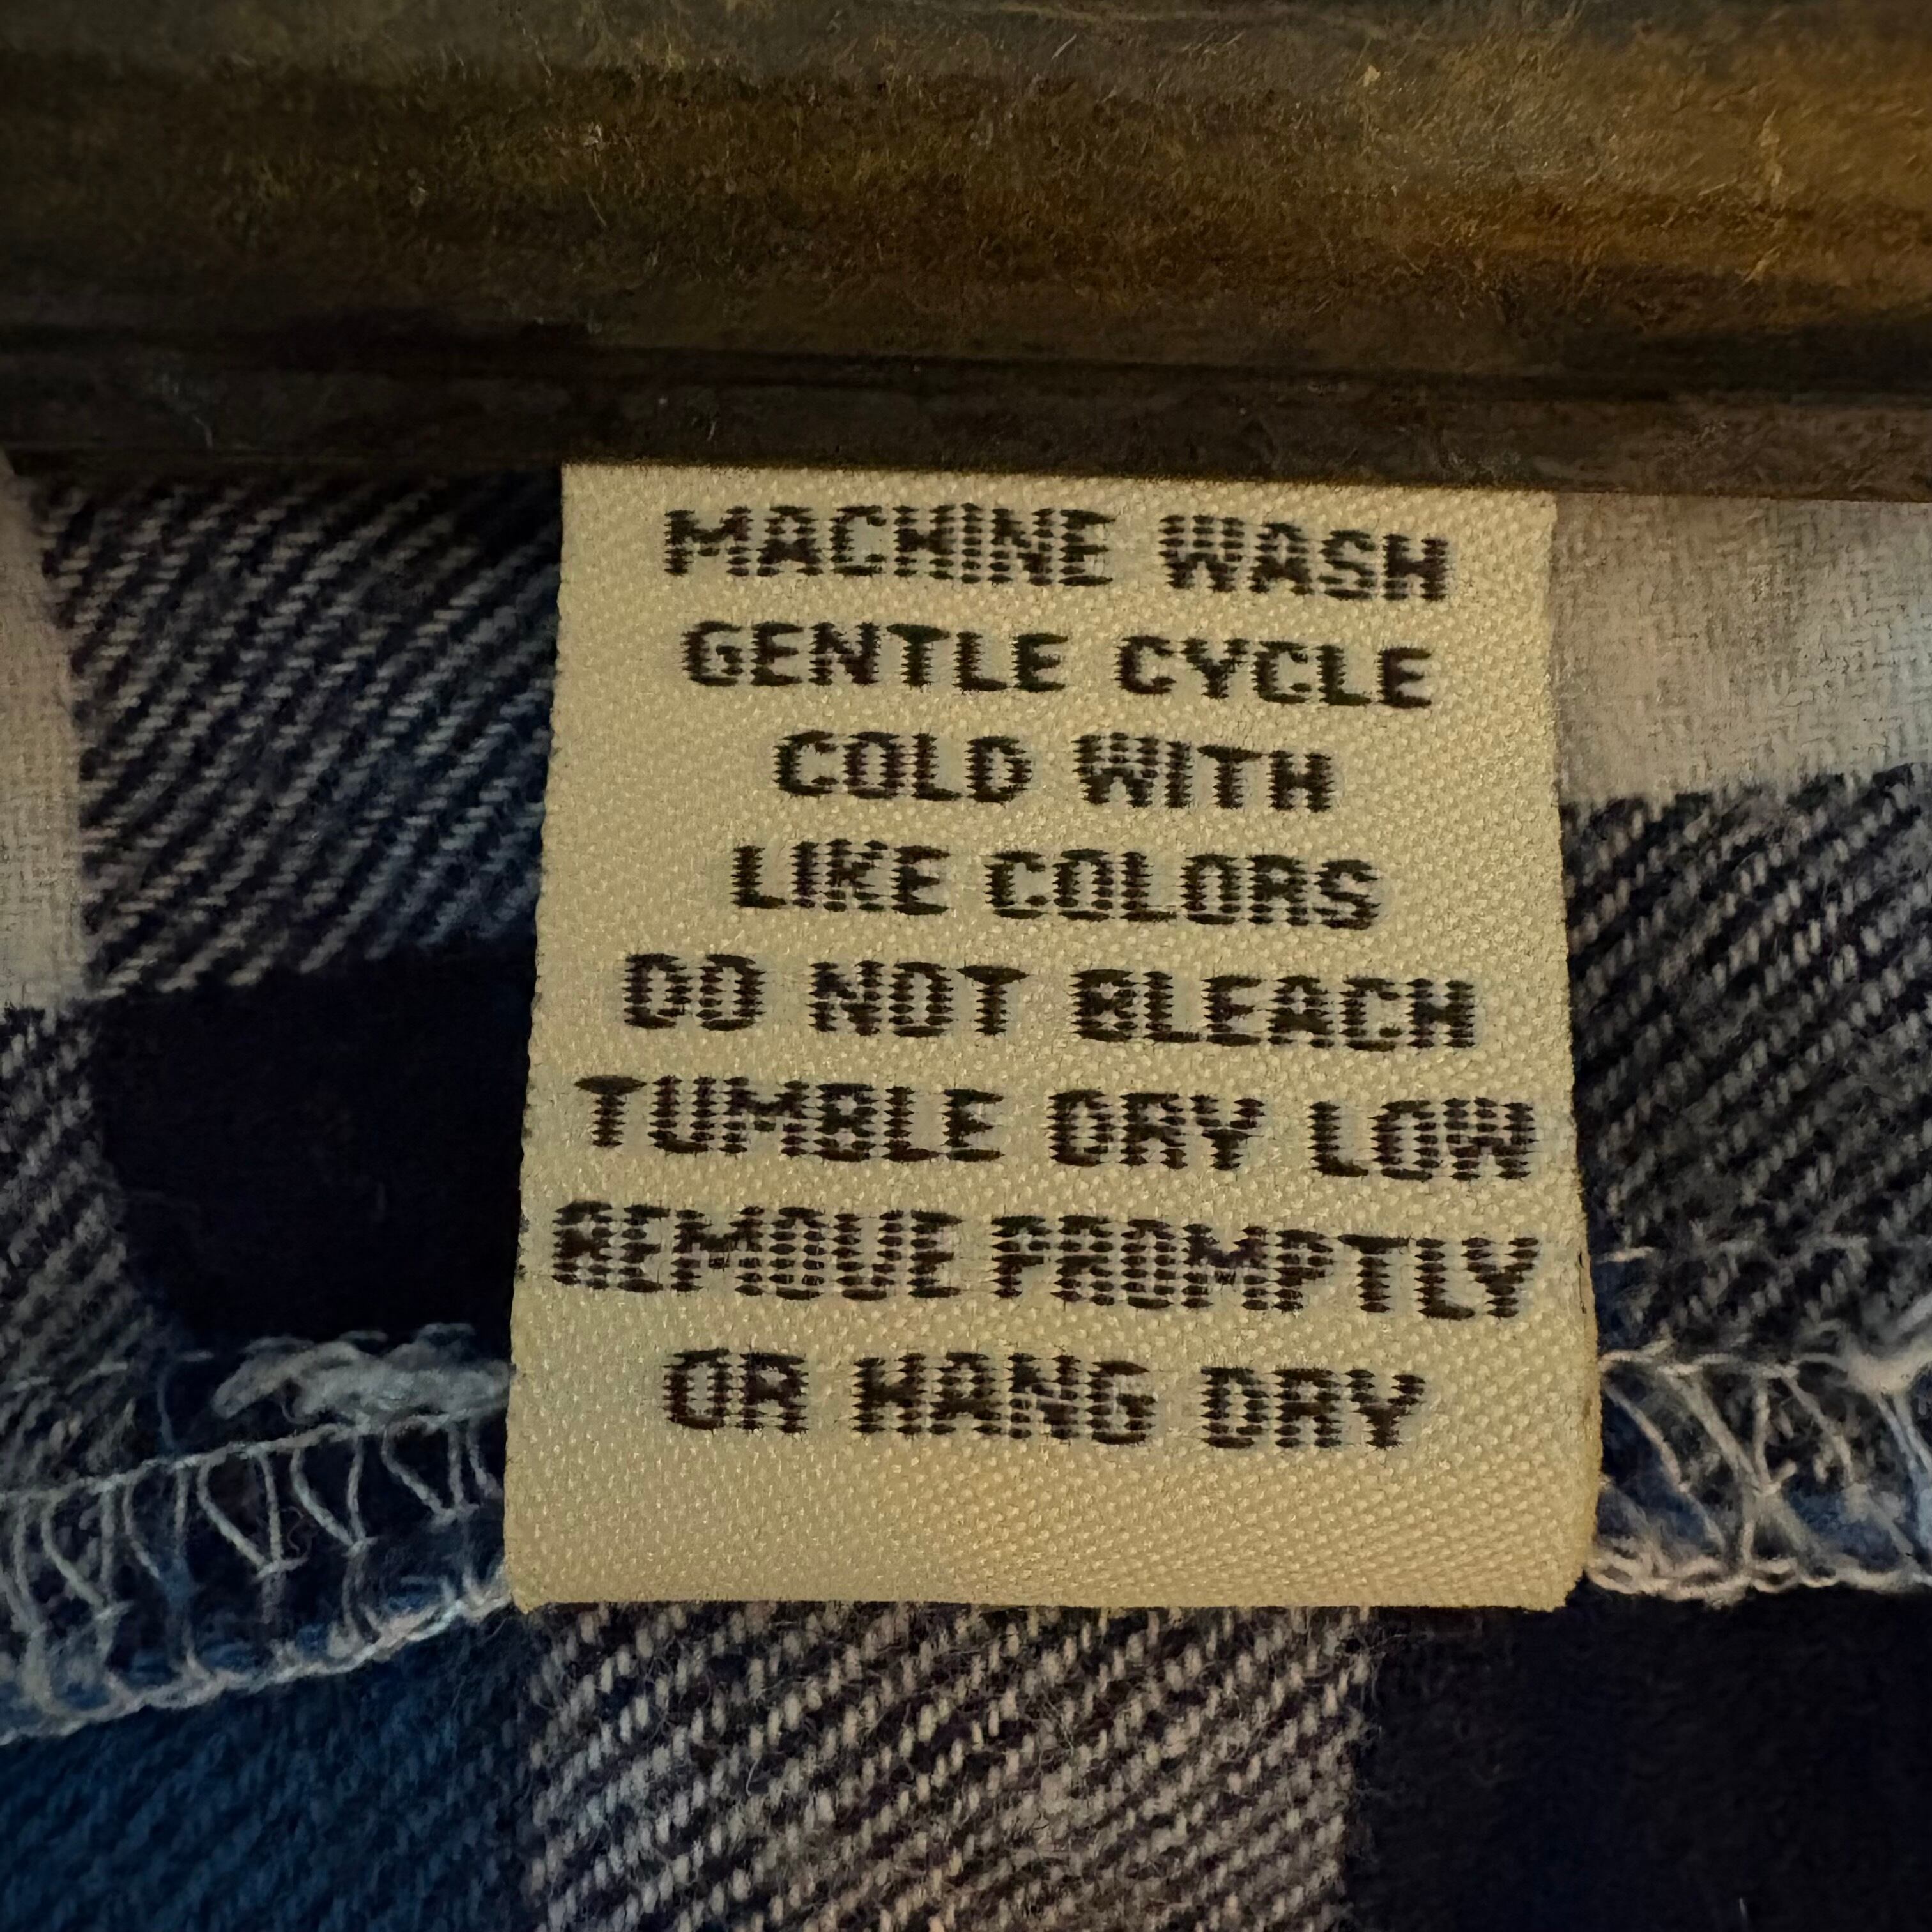 MACHINE WASH
GENTLE CYCLE
COLD WITH
LIKE COLORS
DO NOT BLEACH
TUMBLE DRY LOW
REMOVE PROMPTLY
OR HANG DRY